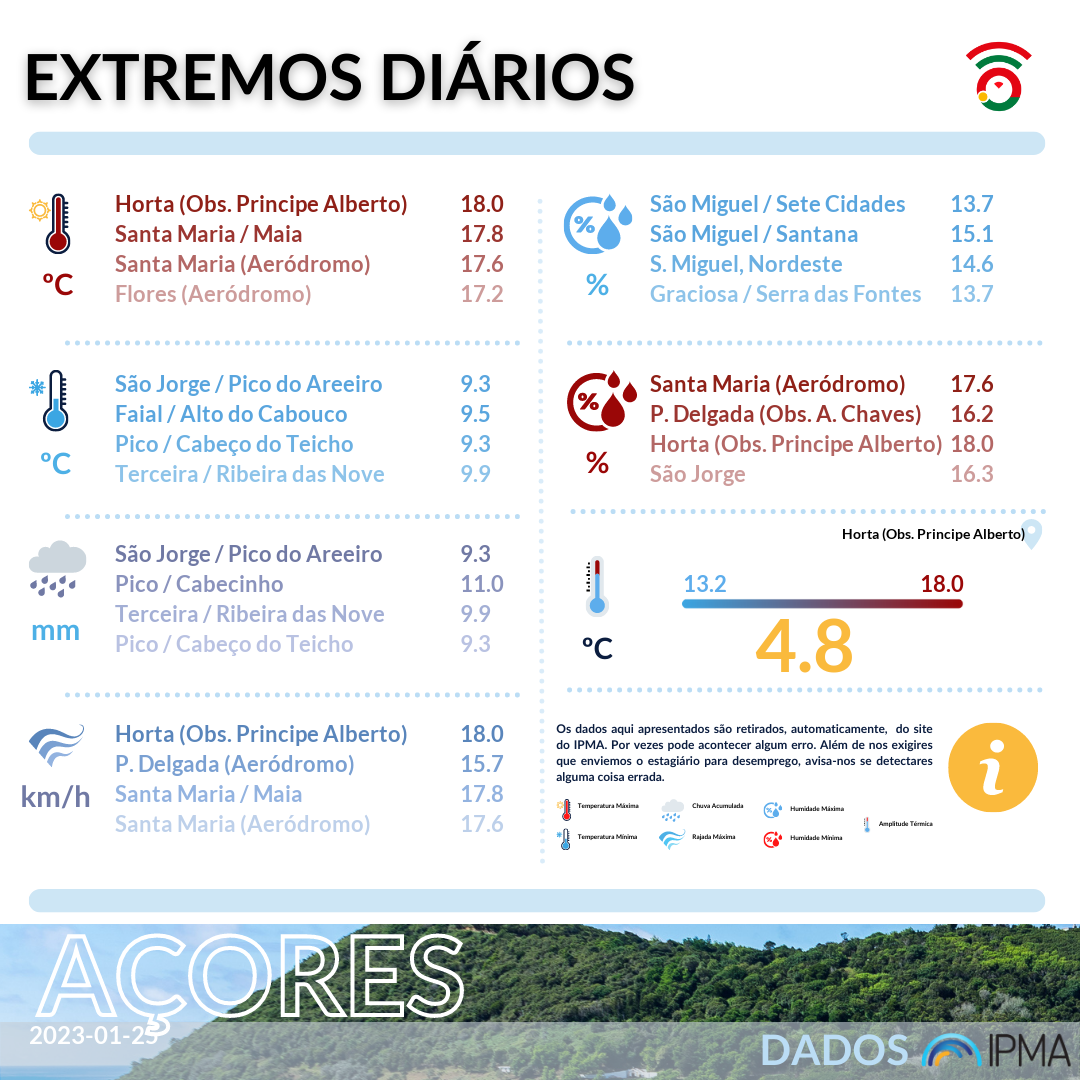 EXTREMOS DIÁRIOS
Horta (Obs. Principe Alberto) 18.0
Santa Maria / Maia 17.8
Santa Maria (Aeródromo) 17.6
Flores (Aeródromo) 17.2
ºC
São Jorge / Pico do Areeiro 9.3
Faial / Alto do Cabouco 9.5
Pico / Cabeço do Teicho 9.3
Terceira / Ribeira das Nove 9.9
ºC
São Jorge / Pico do Areeiro 9.3
Pico / Cabecinho 11.0
Terceira / Ribeira das Nove 9.9
Pico / Cabeço do Teicho 9.3
mm
Horta (Obs. Principe Alberto) 18.0
P. Delgada (Aeródromo) 15.7
Santa Maria / Maia 17.8
Santa Maria (Aeródromo) 17.6
km/h
%
São Miguel / Sete Cidades 13.7
São Miguel / Santana 15.1
S. Miguel, Nordeste 14.6
Graciosa / Serra das Fontes 13.7
%
%
Santa Maria (Aeródromo) 17.6
P. Delgada (Obs. A. Chaves) 16.2
Horta (Obs. Principe Alberto) 18.0
São Jorge 16.3
%
Horta (Obs. Principe Alberto)
13.2 18.0
4.8
ºC
Os dados aqui apresentados são retirados, automaticamente, do site
do IPMA. Por vezes pode acontecer algum erro. Além de nos exigires
que enviemos o estagiário para desemprego, avisa-nos se detectares
alguma coisa errada.
i
Temperatura Máxima Chuva Acumulada Humidade Máxima
Amplitude Térmica
Temperatura Mínima Rajada Máxima Humidade Mínima
AÇORES
2023-01-25
DADOS IPMA